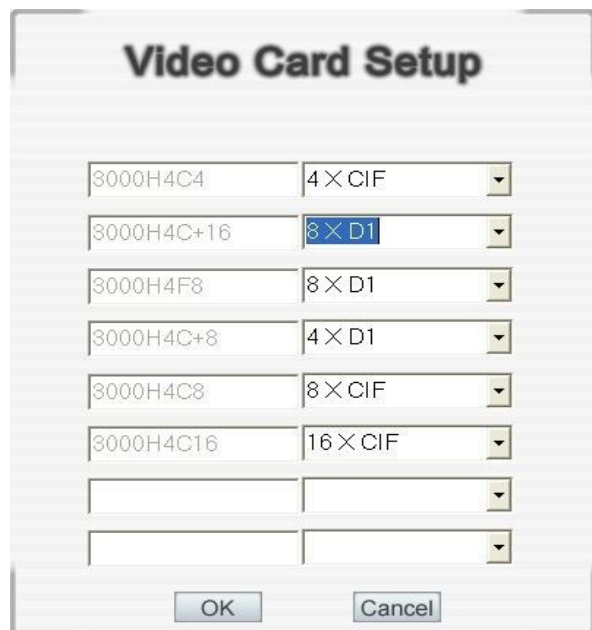 Video Card Setup
3000H4C4 4×CIF
3000H4C+16 8×D1
3000H4F8 8×D1
3000H4C+8 4×D1
3000H4C8 8×CIF
3000H4C16 16×CIF
OK Cancel